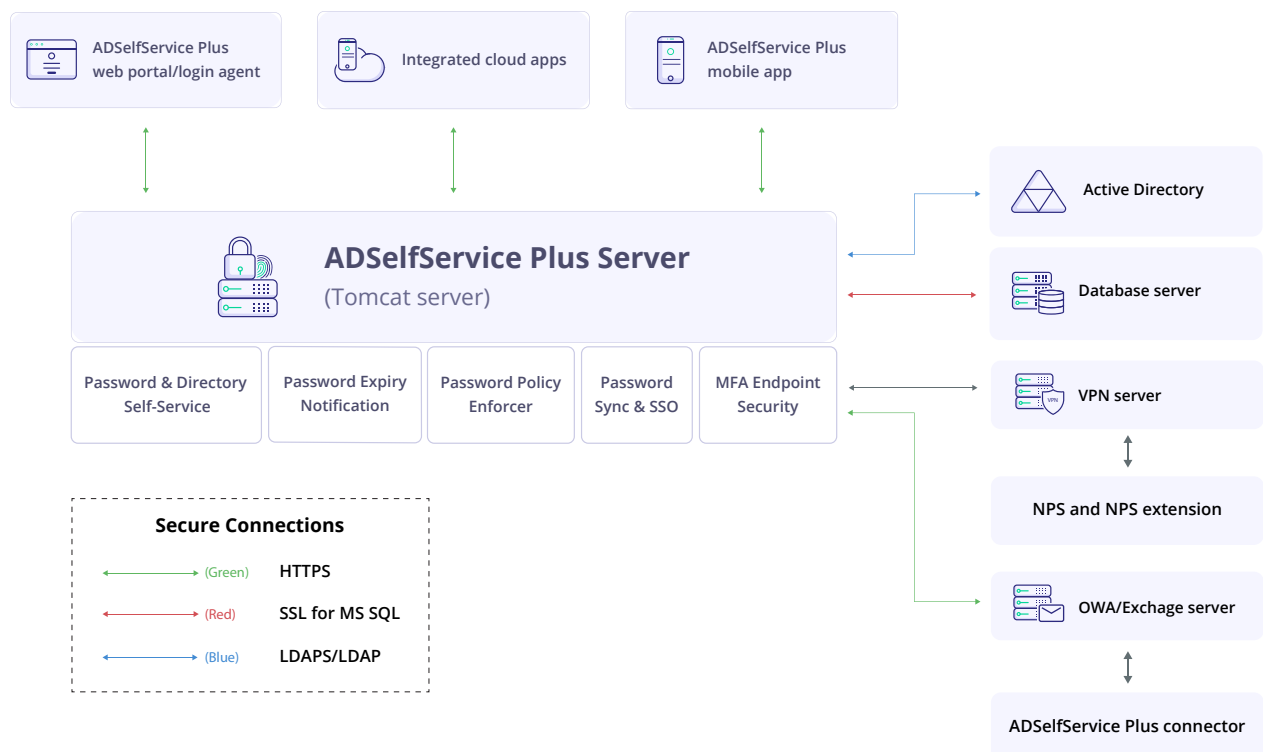 ADSelfService Plus
web portal/login agent
Integrated cloud apps
ADSelfService Plus
mobile app
ADSelfService Plus Server
(Tomcat server)
Password & Directory
Self-Service
Password Expiry
Notification
Password Policy
Enforcer
Password
Sync & SSO
MFA Endpoint
Security
Active Directory
Database server
VPN
VPN server
NPS and NPS extension
OWA/Exchage server
ADSelfService Plus connector
Secure Connections
(Green) HTTPS
(Red) SSL for MS SQL
(Blue) LDAPS/LDAP